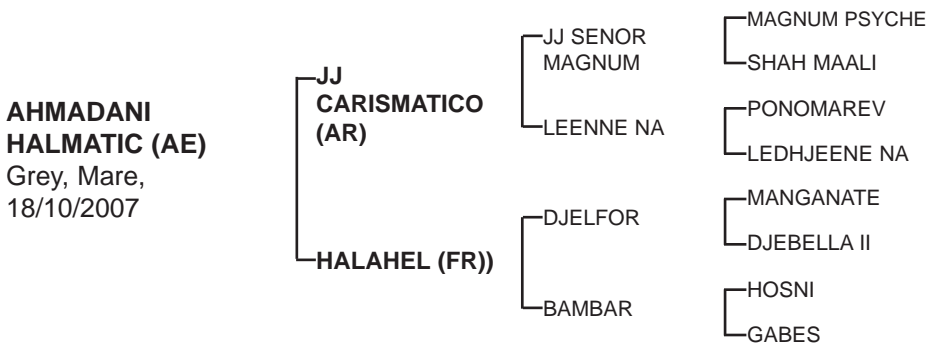 AHMADANI
HALMATIC (AE)
Grey, Mare,
18/10/2007
JJ
CARISMATICO
(AR)
HALAHEL (FR))
JJ SENOR
MAGNUM
LEENNE NA
DJELFOR
BAMBAR
MAGNUM PSYCHE
SHAH MAALI
PONOMAREV
LEDHJEENE NA
MANGANATE
DJEBELLA II
HOSNI
GABES